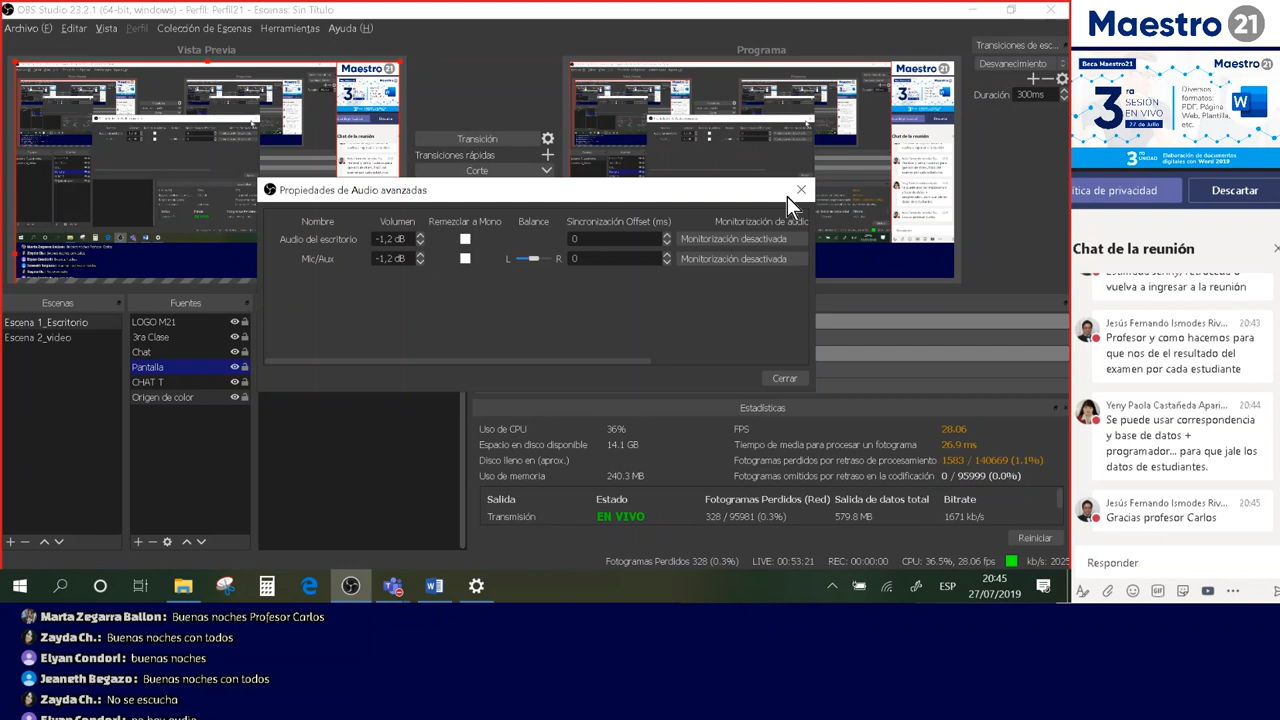 OBS Studio 23.2.1 (64-bit, windows) - Perfil: Perfil21 - Escenas: Sin Título
Archivo (F) Editar Vista Perfil Colección de Escenas Herramientas Ayuda (H)
Vista Previa
Programa
Transiciones de esc...
Desvanecimiento
Duración 300ms
Transición
Transiciones rápidas
Corte
Propiedades de Audio avanzadas
Nombre Volumen Remezclar a Mono Balance Sincronización Offset (ms) Monitorización de audio
Audio del escritorio -1,2 dB 0 Monitorización desactivada
Mic/Aux -1,2 dB L R 0 Monitorización desactivada
Cerrar
Escenas
Escena 1_Escritorio
Escena 2_video
Fuentes
LOGO M21
3ra Clase
Chat
Pantalla
CHAT T
Origen de color
Estadísticas
Uso de CPU 36% FPS 28.06
Espacio en disco disponible 14.1 GB Tiempo de media para procesar un fotograma 26.9 ms
Disco lleno en (aprox.) Fotogramas perdidos por retraso de procesamiento 1583 / 140669 (1.1%)
Uso de memoria 240.3 MB Fotogramas omitidos por retraso en la codificación 0 / 95999 (0.0%)
Salida Estado Fotogramas Perdidos (Red) Salida de datos total Bitrate
Transmisión EN VIVO 328 / 95981 (0.3%) 579.8 MB 1671 kb/s
Reiniciar
Fotogramas Perdidos 328 (0.3%) LIVE: 00:53:21 REC: 00:00:00 CPU: 36.5%, 28.06 fps kb/s: 2025
ESP
20:45
27/07/2019
Maestro 21
Beca Maestro21
Maestro 21
3ra SESIÓN EN VIVO
27 de Julio
Diversos
formatos:
PDF, Página
Web, Plantilla,
etc.
3ra UNIDAD
Elaboración de documentos
digitales con Word 2019
ítica de privacidad Descartar
Chat de la reunión
Estimada Jenny, retroceda o
vuelva a ingresar a la reunión
Jesús Fernando Ismodes Riv... 20:43
Profesor y como hacemos para
que nos de el resultado del
examen por cada estudiante
Yeny Paola Castañeda Apari... 20:44
Se puede usar correspondencia
y base de datos +
programador... para que jale los
datos de estudiantes.
Jesús Fernando Ismodes Riv... 20:45
Gracias profesor Carlos
Responder
Marta Zegarra Ballon: Buenas noches Profesor Carlos
Zayda Ch.: Buenas noches con todos
Elyan Condori: buenas noches
Jeaneth Begazo: Buenas noches con todos
Zayda Ch.: No se escucha
Elyan Condori: no hay audio